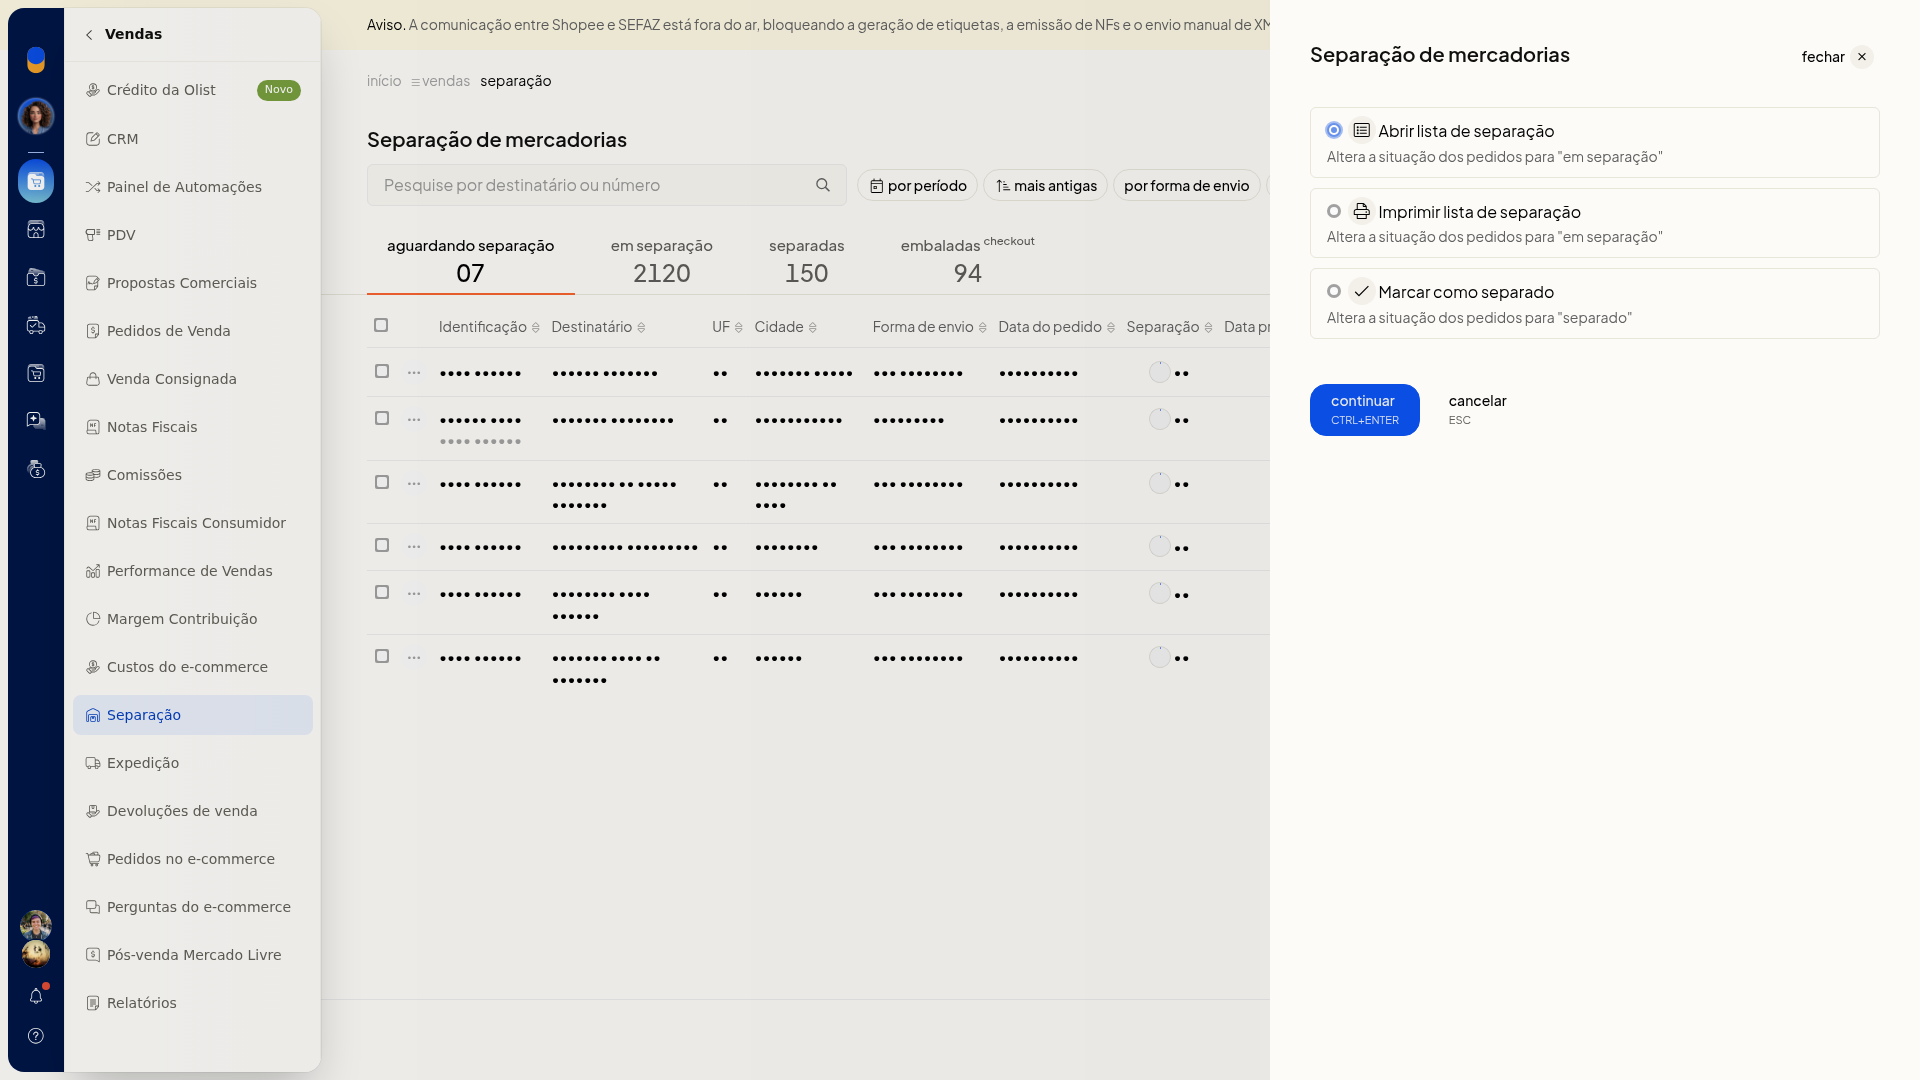 Vendas
Crédito da Olist
Novo
CRM
Painel de Automações
PDV
Propostas Comerciais
Pedidos de Venda
Venda Consignada
Notas Fiscais
Comissões
Notas Fiscais Consumidor
Performance de Vendas
Margem Contribuição
Custos do e-commerce
Separação
Expedição
Devoluções de venda
Pedidos no e-commerce
Perguntas do e-commerce
Pós-venda Mercado Livre
Relatórios
Aviso. A comunicação entre Shopee e SEFAZ está fora do ar, bloqueando a geração de etiquetas, a emissão de NFs e o envio manual de
início vendas separação
Separação de mercadorias
Pesquise por destinatário ou número
por período
mais antigas
por forma de envio
aguardando separação 07
em separação 2120
separadas 150
embaladas checkout 94
Identificação Destinatário UF Cidade Forma de envio Data do pedido Separação Data
Separação de mercadorias
fechar
Abrir lista de separação
Altera a situação dos pedidos para "em separação"
Imprimir lista de separação
Altera a situação dos pedidos para "em separação"
Marcar como separado
Altera a situação dos pedidos para "separado"
continuar
CTRL+ENTER
cancelar
ESC